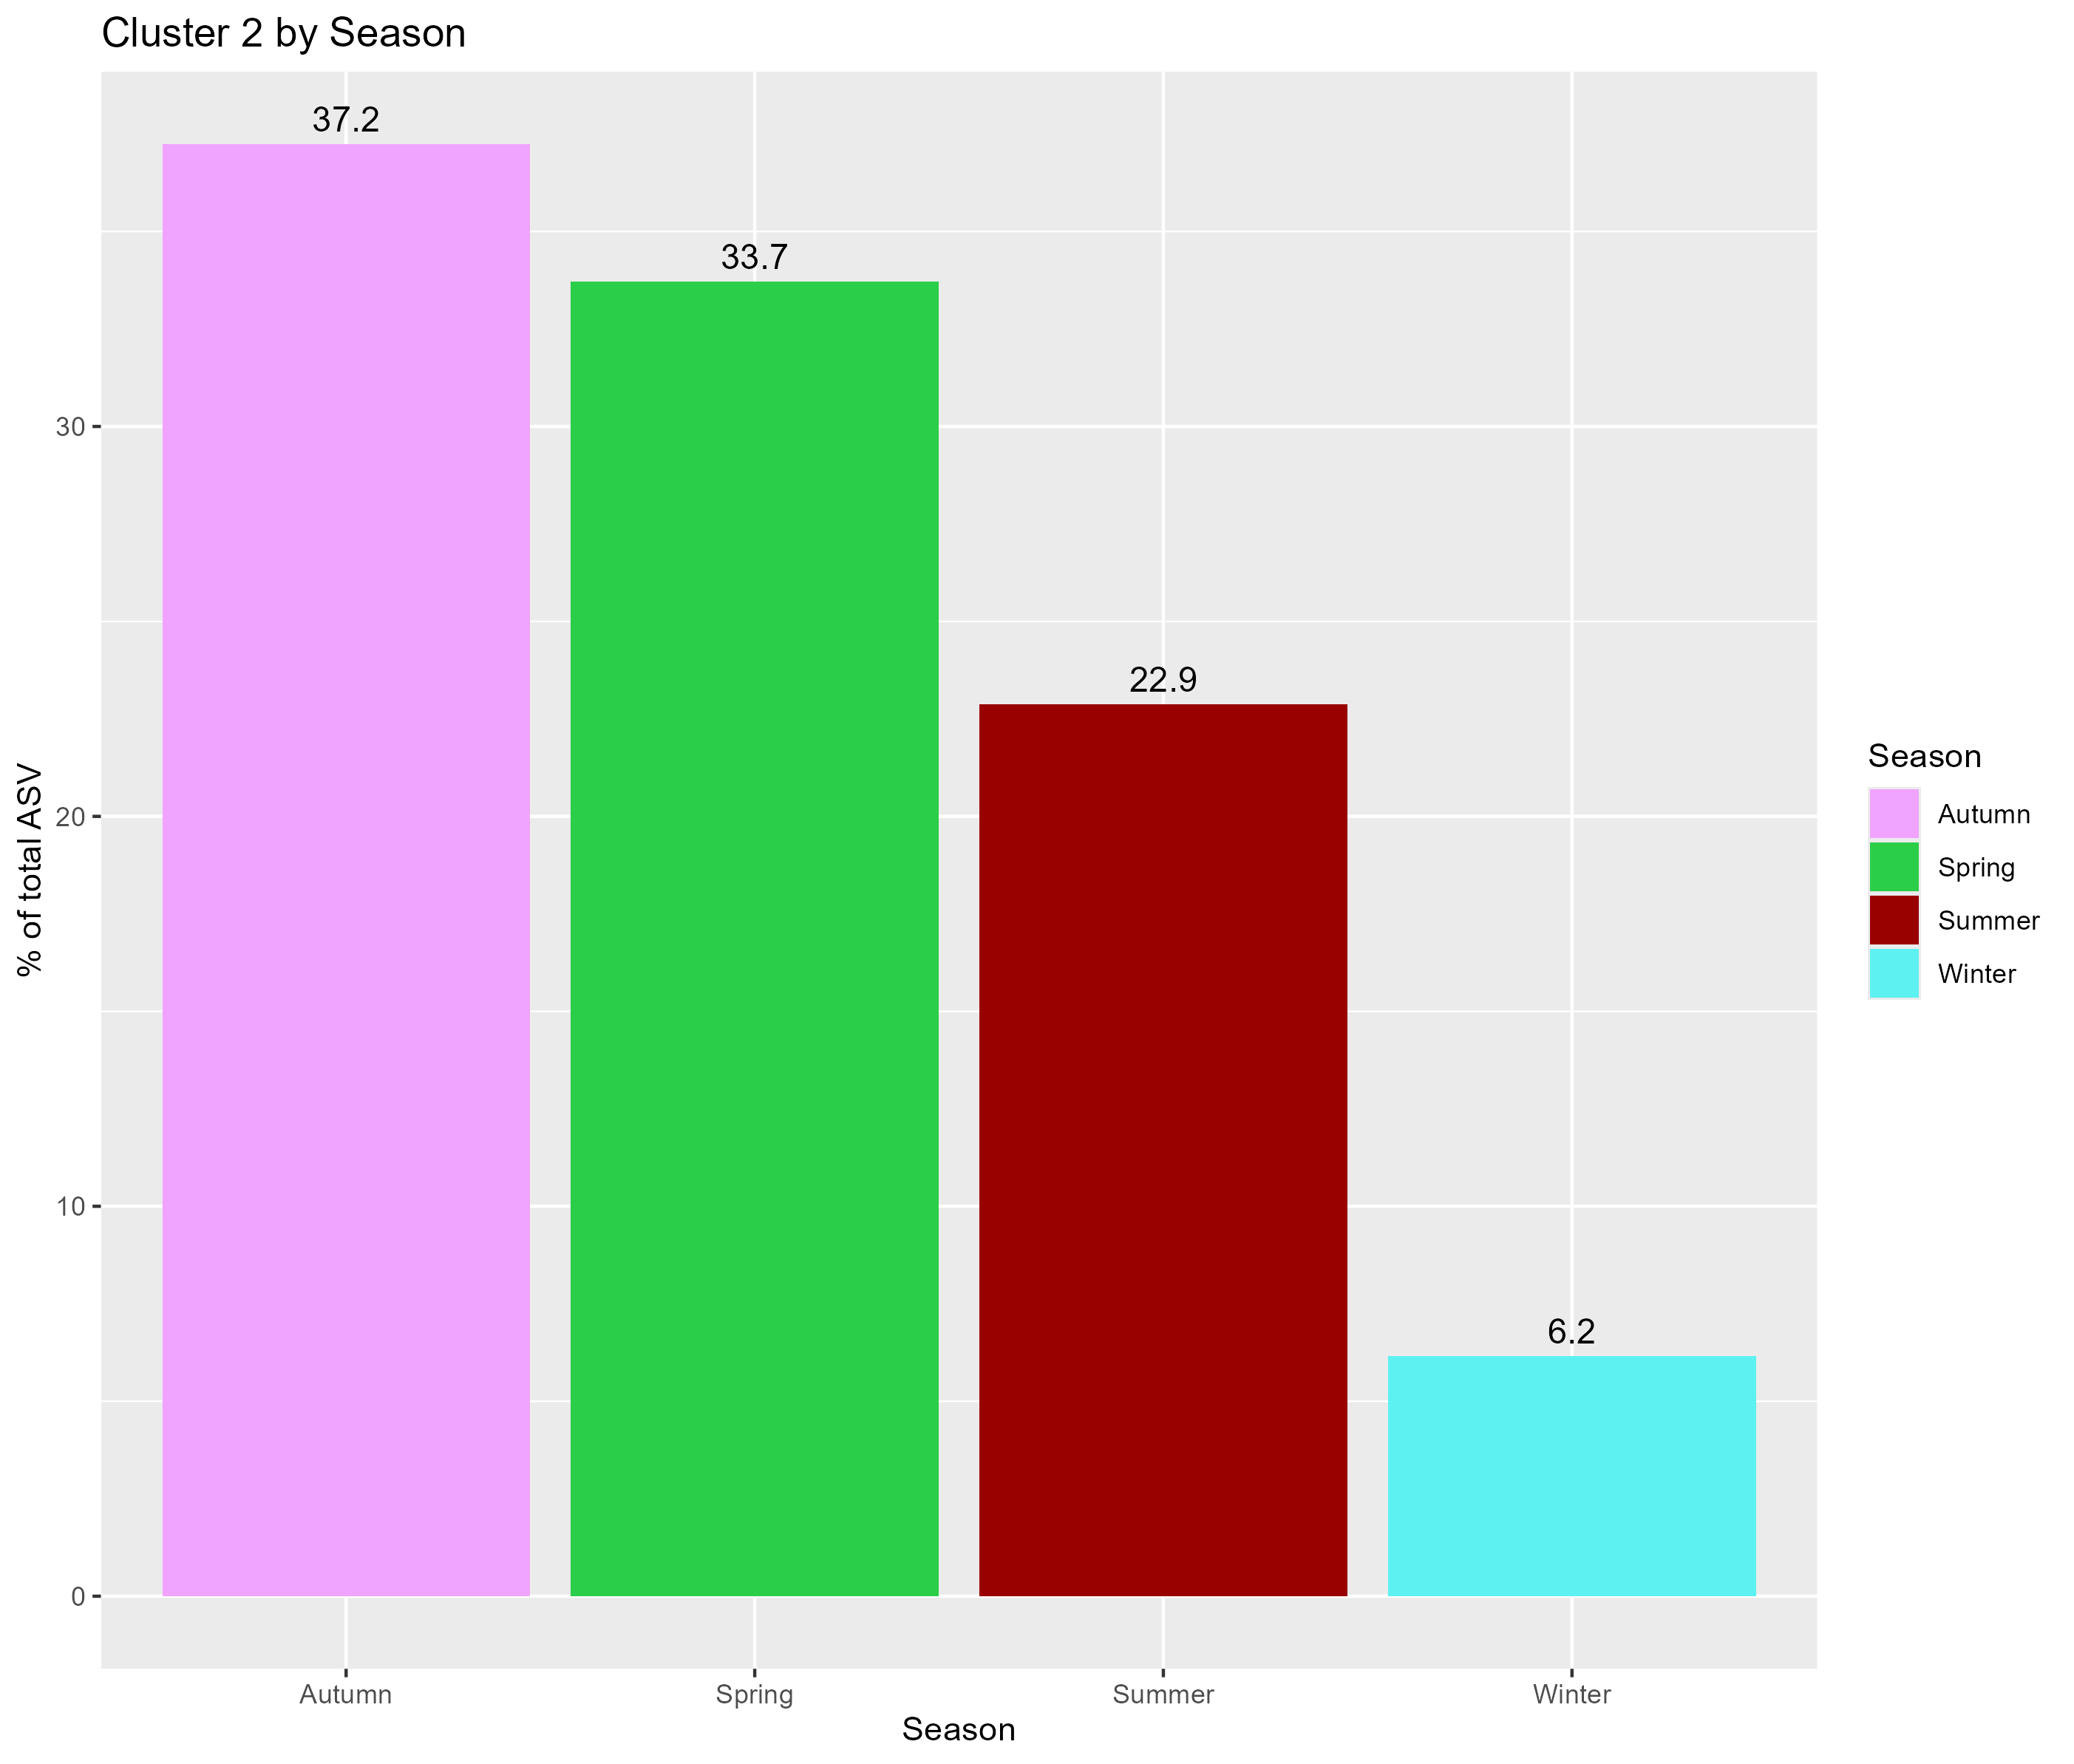 Cluster 2 by Season
37.2
33.7
22.9
6.2
30
20
10
0
% of total ASV
Autumn
Spring
Summer
Winter
Season
Season
Autumn
Spring
Summer
Winter